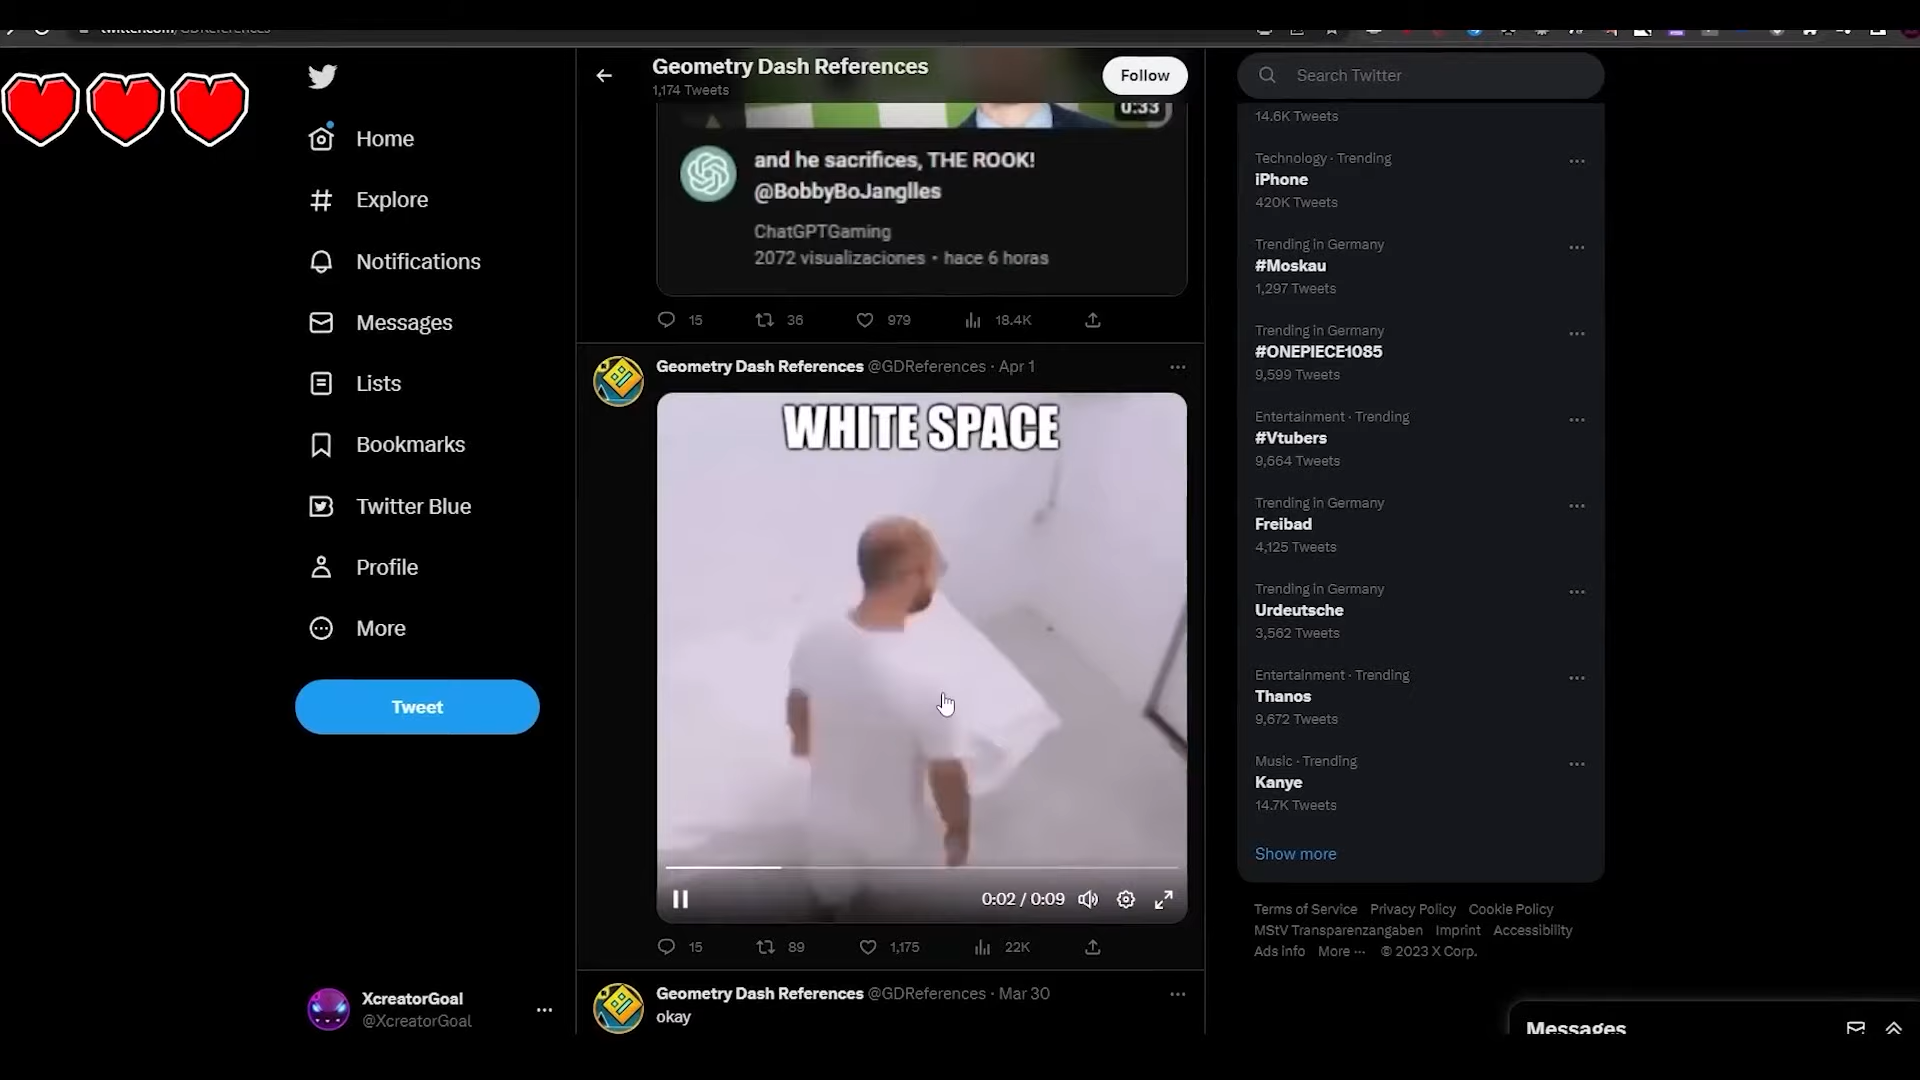 twitter.com/GDReferences
Home
Explore
Notifications
Messages
Lists
Bookmarks
Twitter Blue
Profile
More
Tweet
XcreatorGoal
@XcreatorGoal
Geometry Dash References
1,174 Tweets
Follow
0:33
and he sacrifices, THE ROOK!
@BobbyBoJanglles
ChatGPTGaming
2072 visualizaciones • hace 6 horas
15 36 979 18.4K
Geometry Dash References @GDReferences · Apr 1
WHITE SPACE
0:02 / 0:09
15 89 1,175 22K
Geometry Dash References @GDReferences · Mar 30
okay
Search Twitter
14.6K Tweets
Technology · Trending
iPhone
420K Tweets
Trending in Germany
#Moskau
1,297 Tweets
Trending in Germany
#ONEPIECE1085
9,599 Tweets
Entertainment · Trending
#Vtubers
9,664 Tweets
Trending in Germany
Freibad
4,125 Tweets
Trending in Germany
Urdeutsche
3,562 Tweets
Entertainment · Trending
Thanos
9,672 Tweets
Music · Trending
Kanye
14.7K Tweets
Show more
Terms of Service Privacy Policy Cookie Policy
MStV Transparenzangaben Imprint Accessibility
Ads info More ··· © 2023 X Corp.
Messages